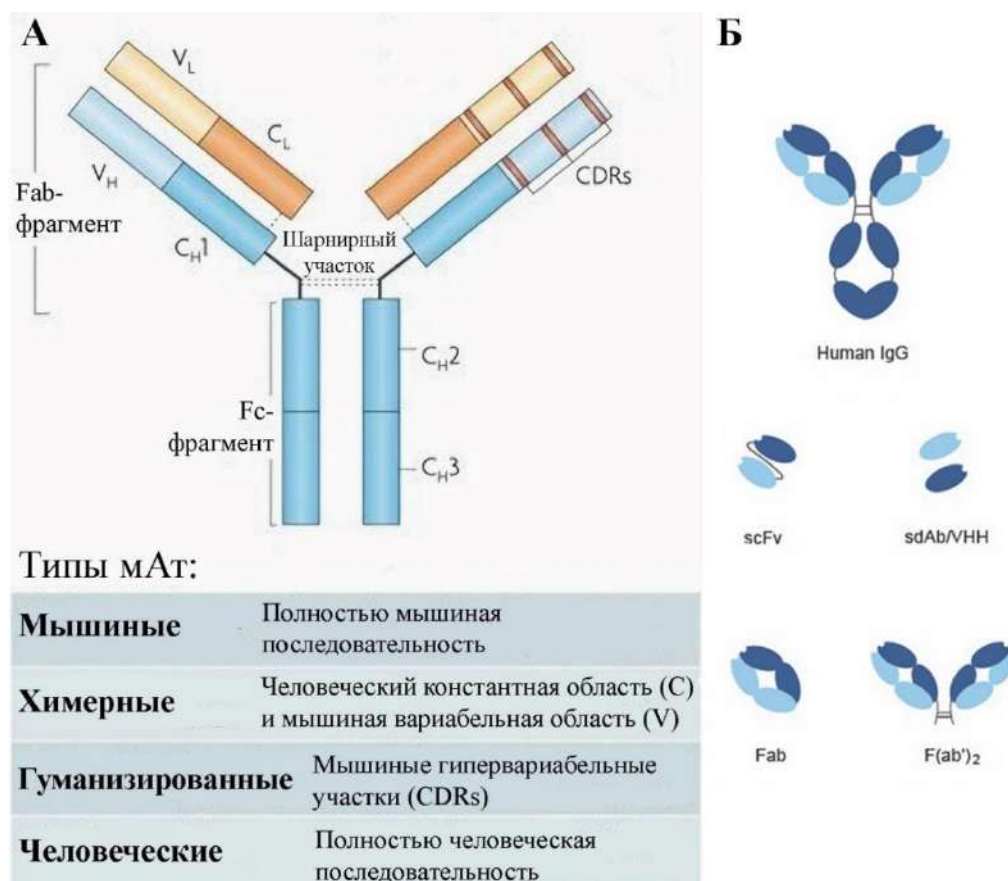 А
Б
V_L
C_L
V_H
Fab-
фрагмент
CDRs
C_H1
Шарнирный
участок
C_H2
Fc-
фрагмент
C_H3
Human IgG
scFv
sdAb/VHH
Fab
F(ab')2
Типы мАт:
Мышиные
Полностью мышиная
последовательность
Химерные
Человеческий константная область (С)
и мышиная вариабельная область (V)
Гуманизированные
Мышиные гипервариабельные
участки (CDRs)
Человеческие
Полностью человеческая
последовательность